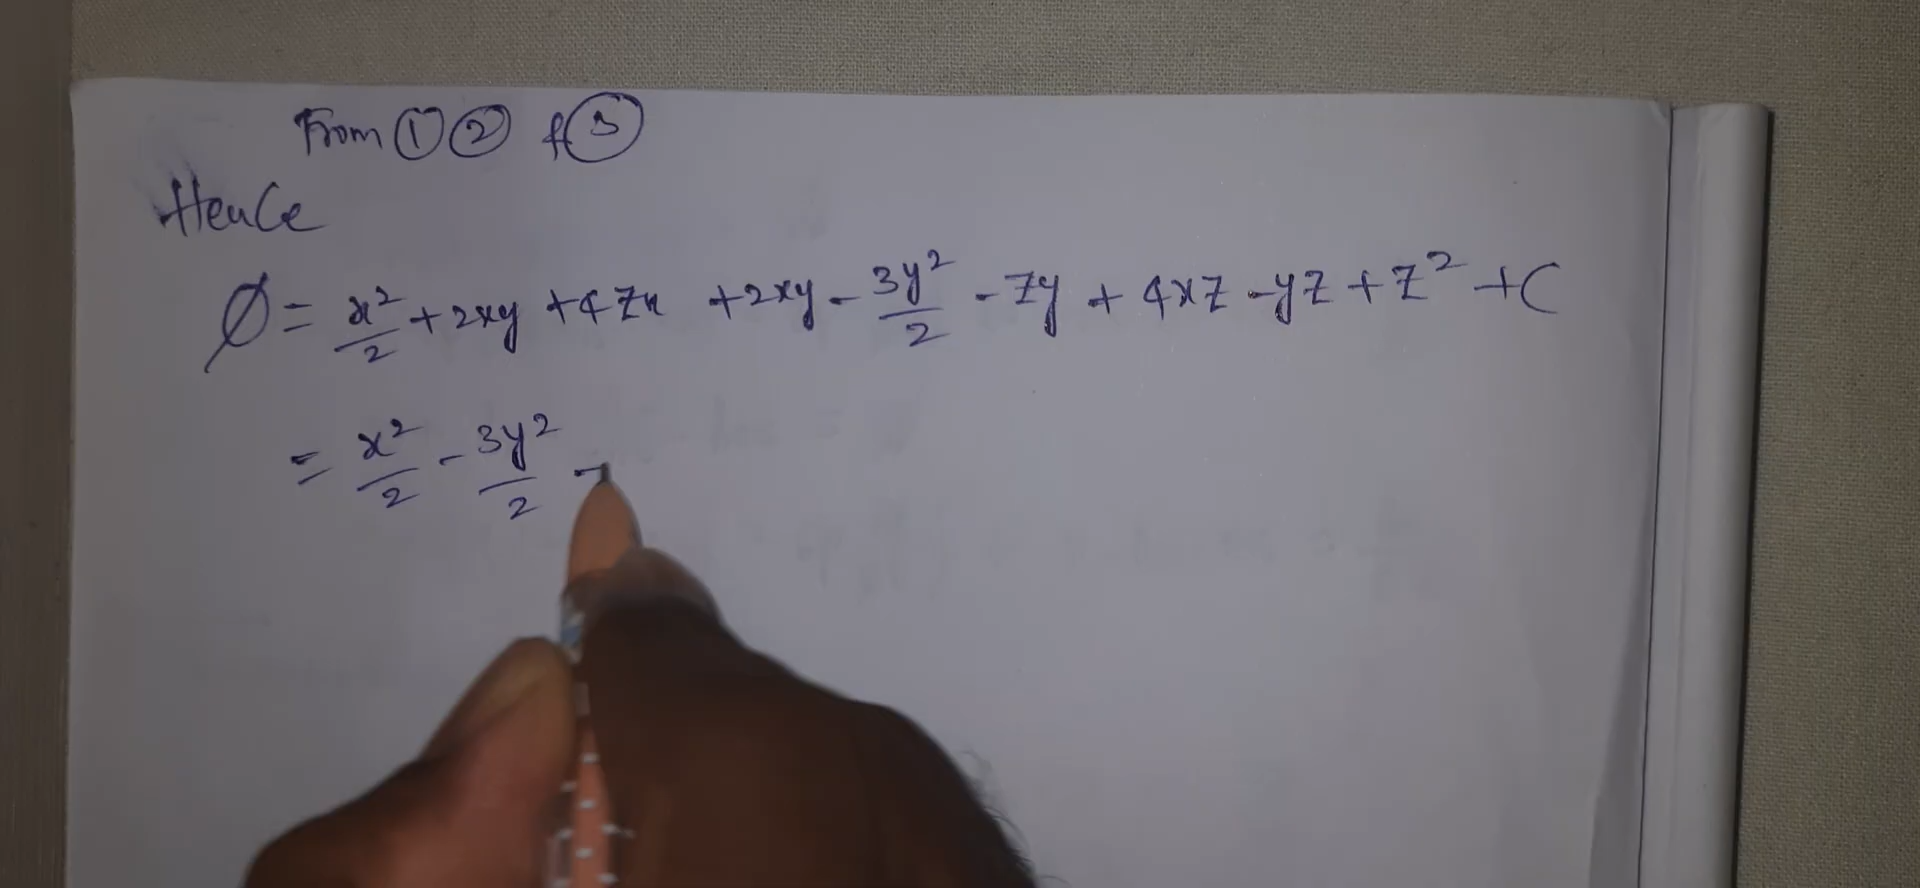 From ① ② & ③
Hence
Ø = x²/2 + 2xy + 4zx + 2xy - 3y²/2 - zy + 4xz - yz + z² + C
= x²/2 - 3y²/2 +